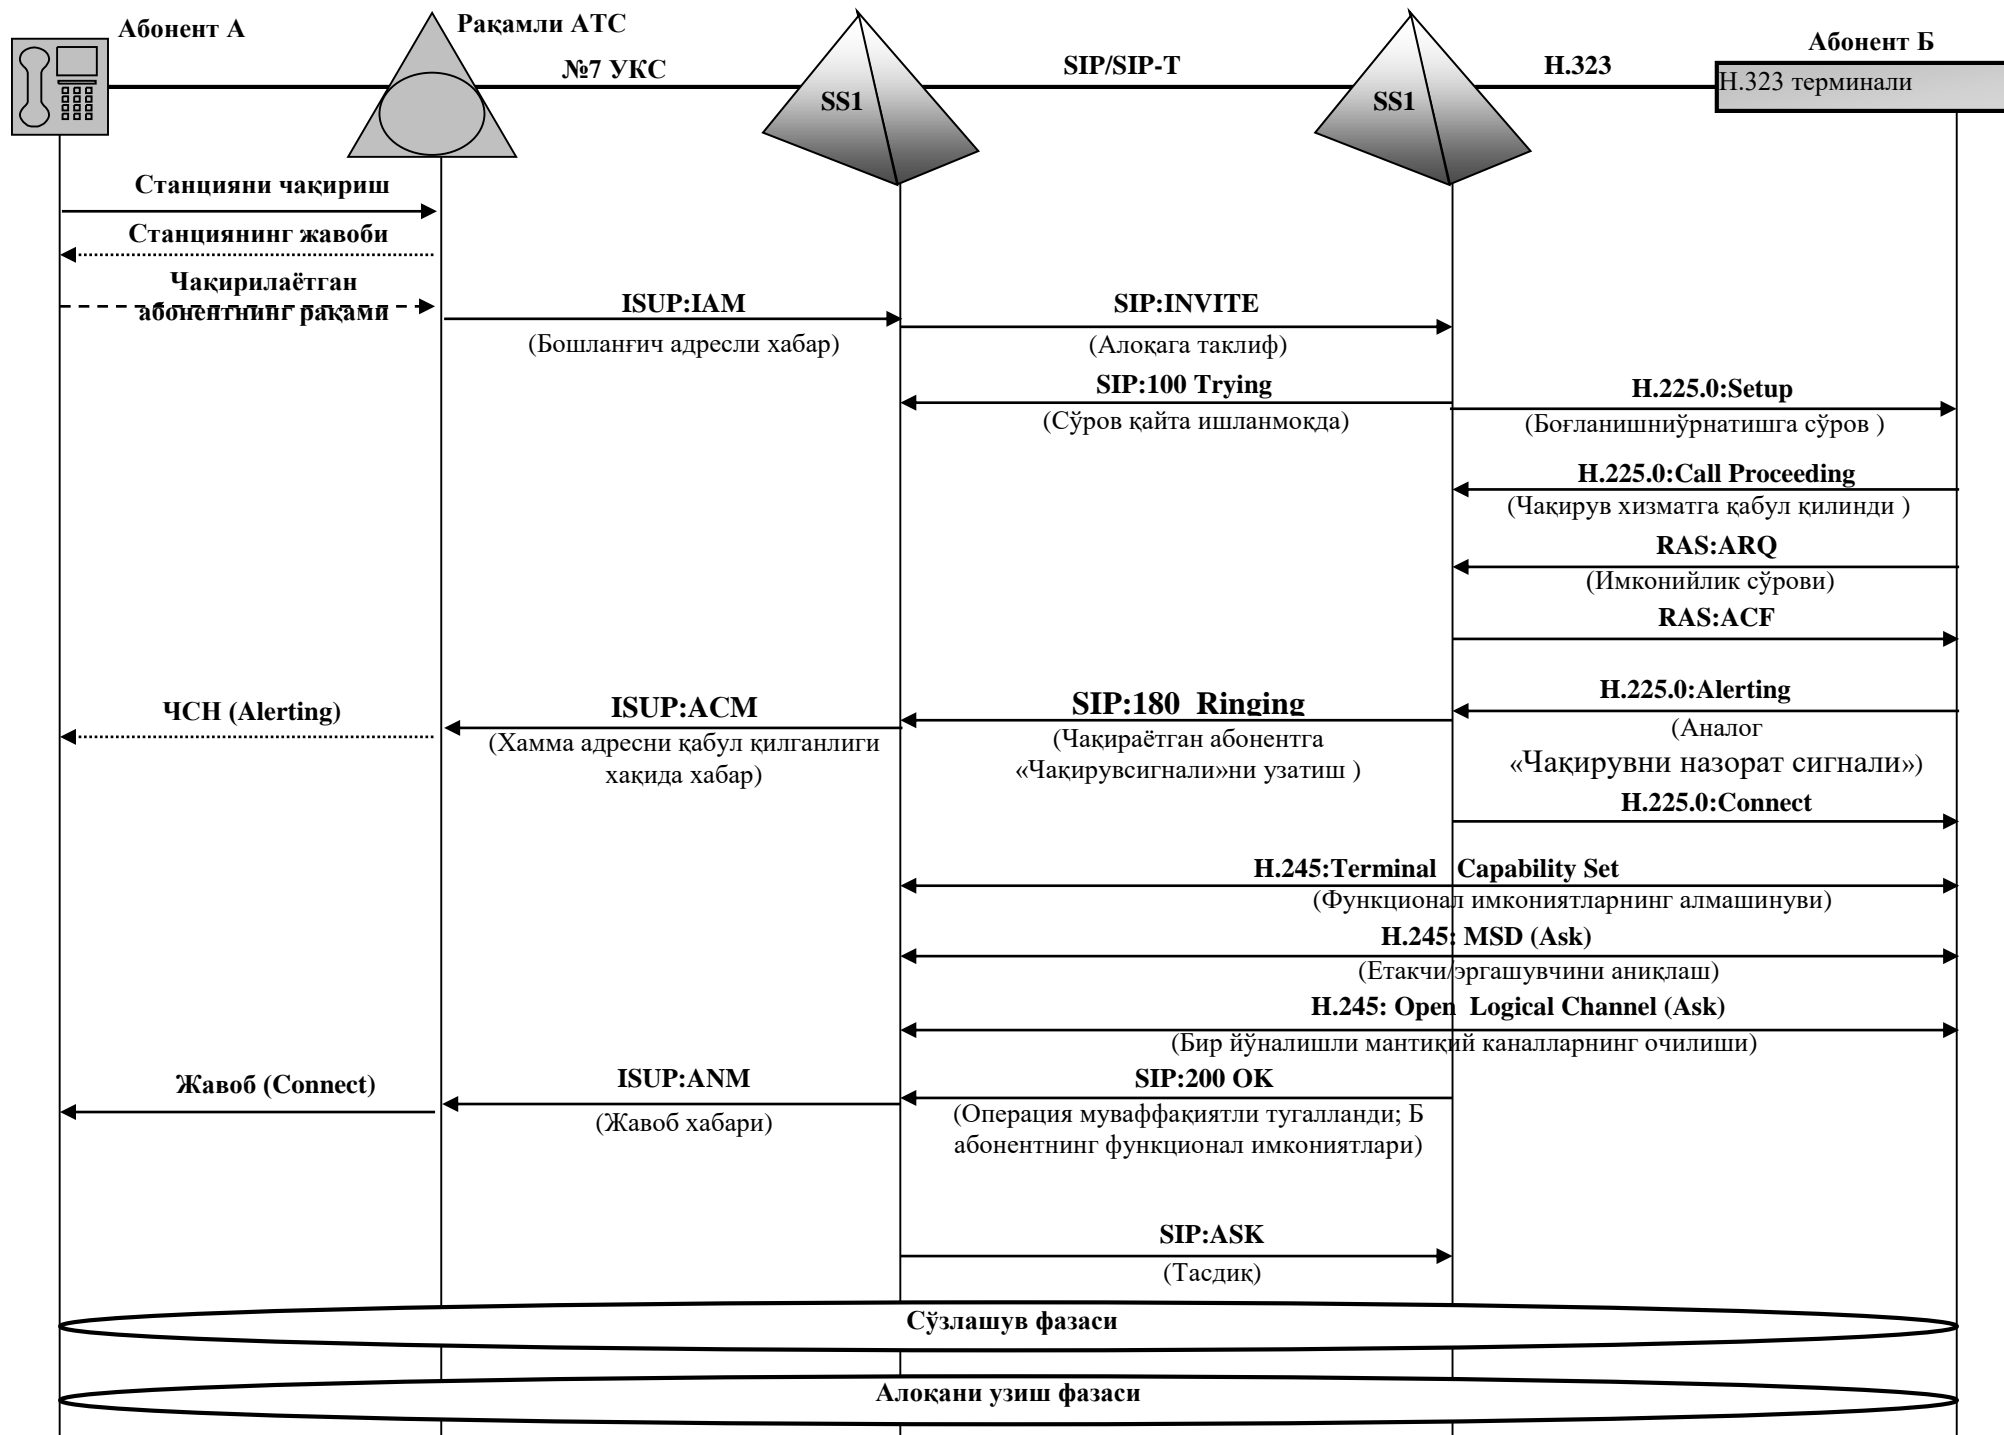 Абонент А
Рақамли АТС
№7 УКС
SIP/SIP-T
Н.323
Абонент Б
Н.323 терминали
SS1
SS1
Станцияни чақириш
Станциянинг жавоби
Чақирилаётган
абонентнинг рақами
ISUP:IAM
(Бошланғич адресли хабар)
SIP:INVITE
(Алоқага таклиф)
SIP:100 Trying
(Сўров қайта ишланмоқда)
H.225.0:Setup
(Боғланишниўрнатишга сўров )
H.225.0:Call Proceeding
(Чақирув хизматга қабул қилинди )
RAS:ARQ
(Имконийлик сўрови)
RAS:ACF
H.225.0:Alerting
(Аналог
«Чақирувни назорат сигнали»)
SIP:180 Ringing
(Чақираётган абонентга
«Чақирувсигнали»ни узатиш )
ISUP:ACM
(Хамма адресни қабул қилганлиги
хақида хабар)
ЧСН (Alerting)
H.225.0:Connect
H.245:Terminal Capability Set
(Функционал имкониятларнинг алмашинуви)
H.245: MSD (Ask)
(Етакчи/эргашувчини аниқлаш)
H.245: Open Logical Channel (Ask)
(Бир йўналишли мантиқий каналларнинг очилиши)
SIP:200 OK
(Операция муваффақиятли тугалланди; Б
абонентнинг функционал имкониятлари)
ISUP:ANM
(Жавоб хабари)
Жавоб (Connect)
SIP:ASK
(Тасдиқ)
Сўзлашув фазаси
Алоқани узиш фазаси